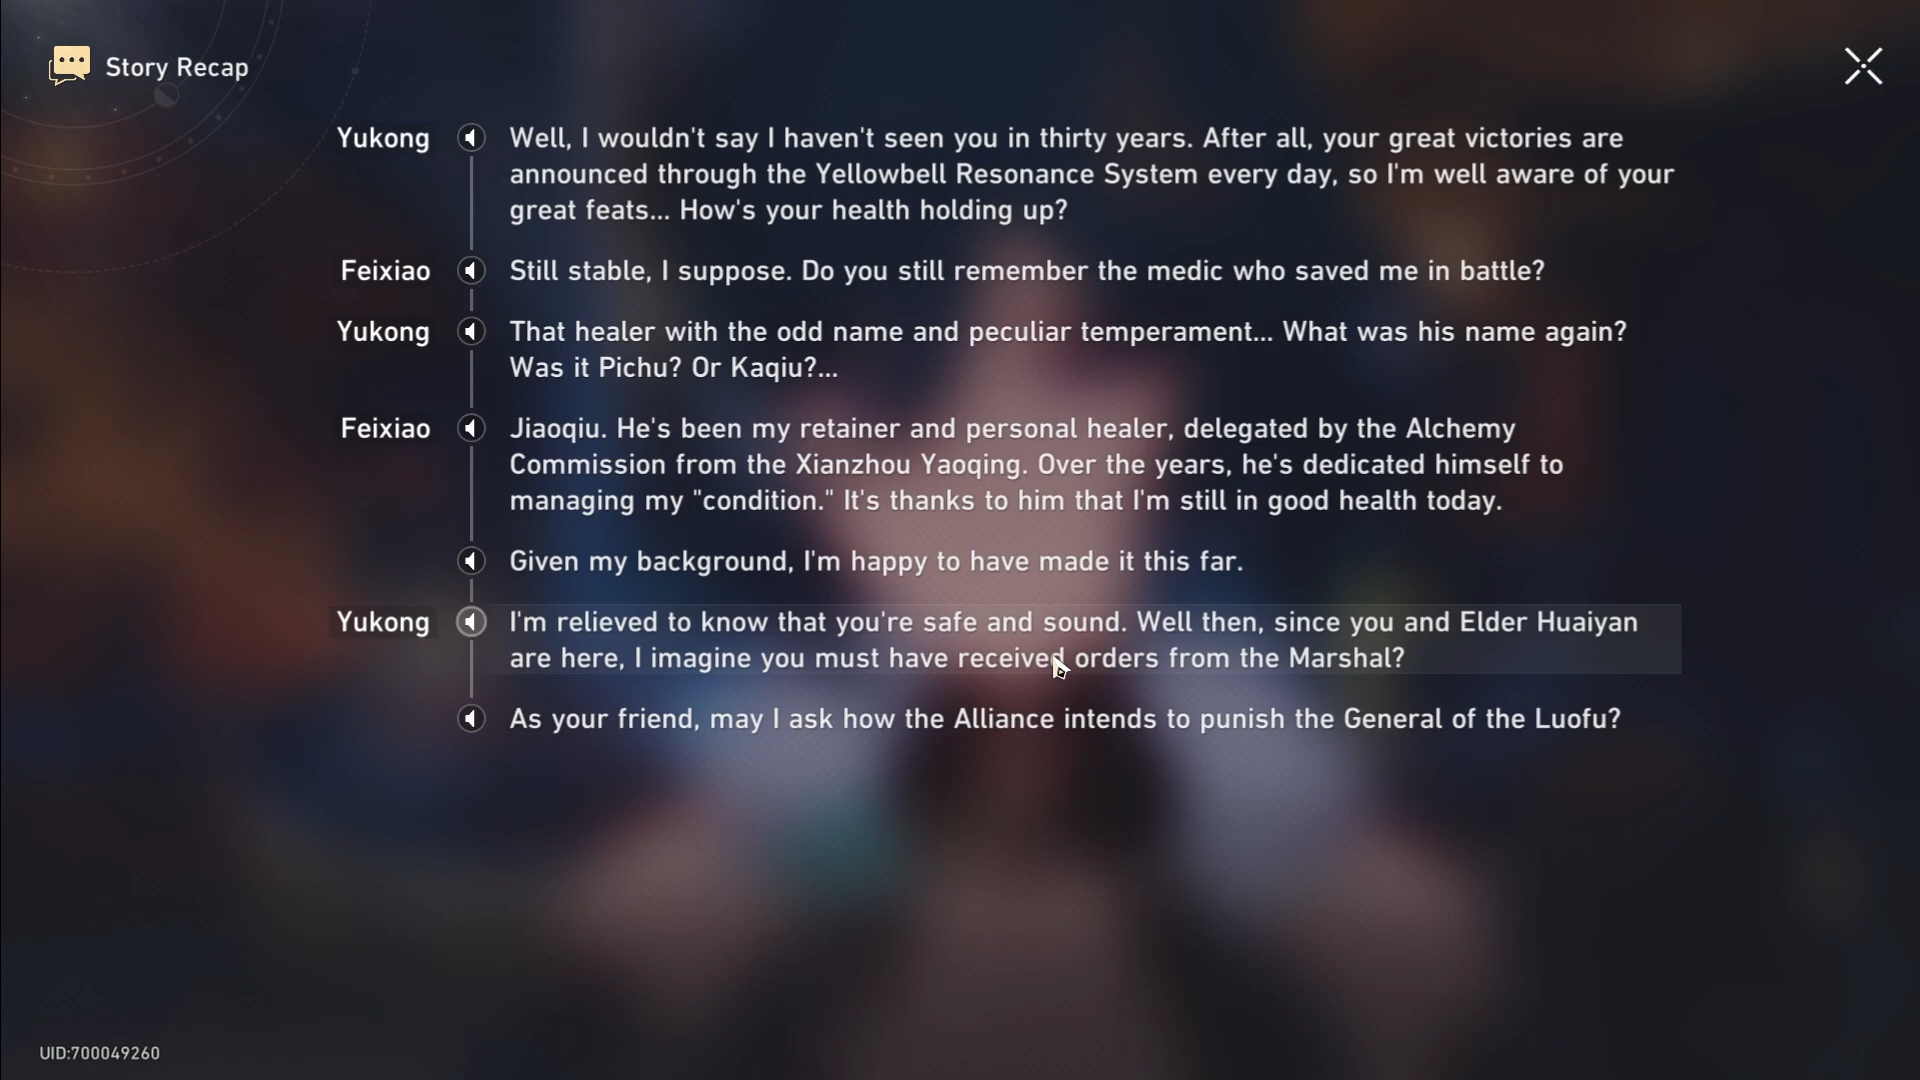 Story Recap
Yukong
Well, I wouldn't say I haven't seen you in thirty years. After all, your great victories are
announced through the Yellowbell Resonance System every day, so I'm well aware of your
great feats... How's your health holding up?
Feixiao
Still stable, I suppose. Do you still remember the medic who saved me in battle?
Yukong
That healer with the odd name and peculiar temperament... What was his name again?
Was it Pichu? Or Kaqiu?...
Feixiao
Jiaoqiu. He's been my retainer and personal healer, delegated by the Alchemy
Commission from the Xianzhou Yaoqing. Over the years, he's dedicated himself to
managing my "condition." It's thanks to him that I'm still in good health today.
Given my background, I'm happy to have made it this far.
Yukong
I'm relieved to know that you're safe and sound. Well then, since you and Elder Huaiyan
are here, I imagine you must have received orders from the Marshal?
As your friend, may I ask how the Alliance intends to punish the General of the Luofu?
UID:700049260